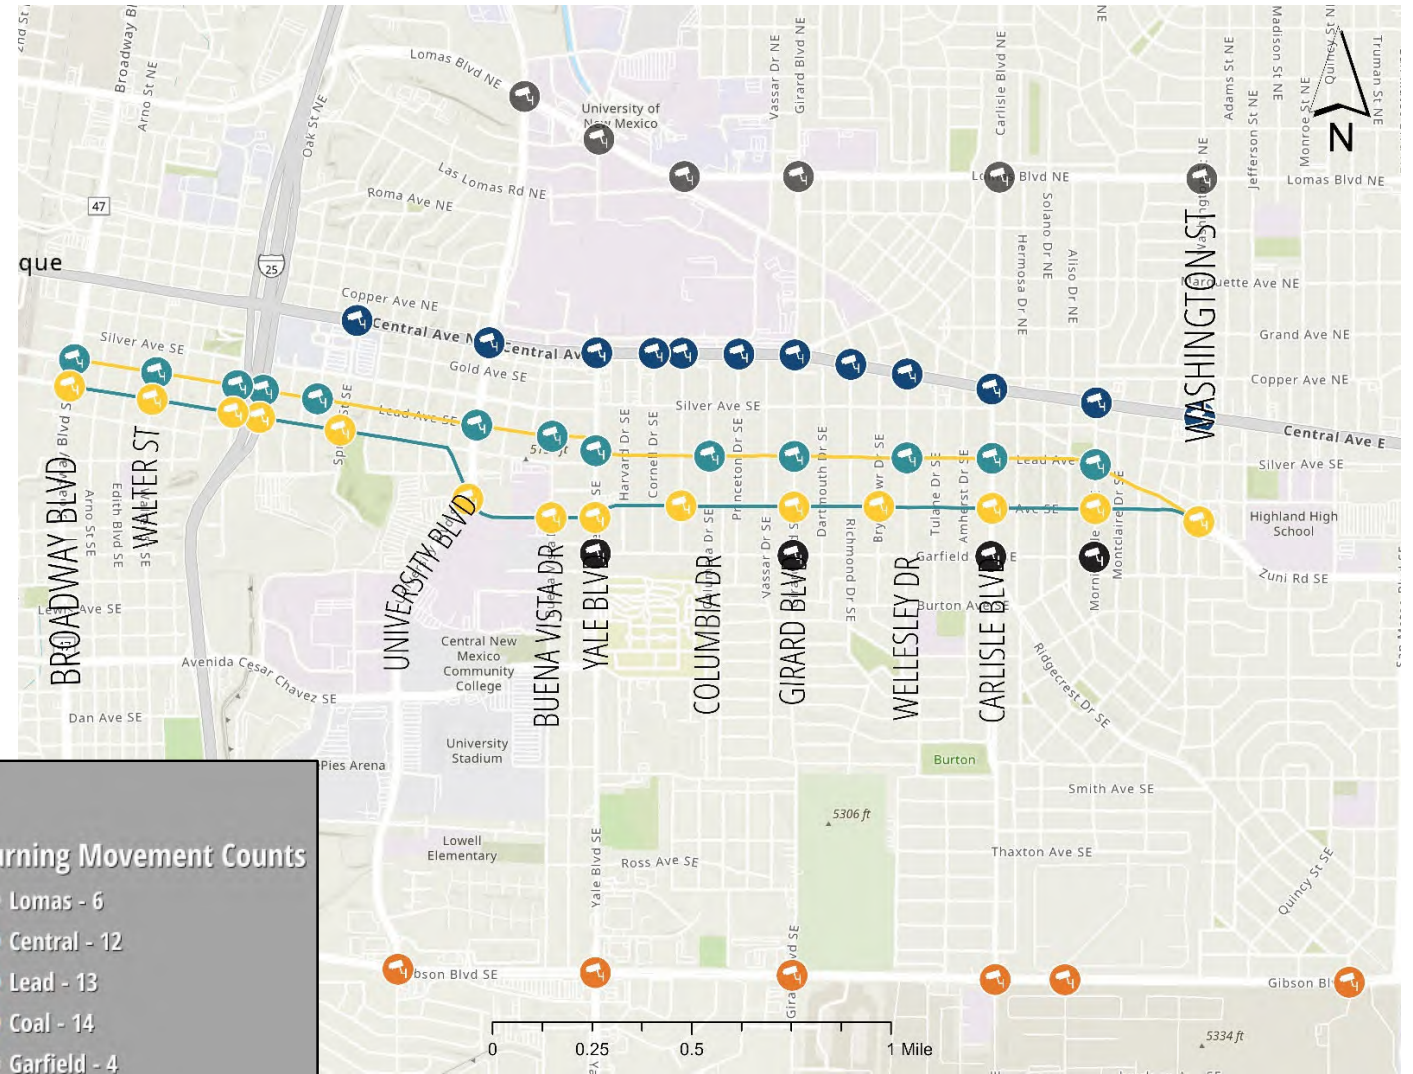 2nd St
Broadway Bl
Arno St NE
Oak St NE
Lomas Blvd NE
University of
New Mexico
Vassar Dr NE
Girard Blvd NE
Carlisle Blvd NE
NE
Adams St NE
Madison St NE
Quincy St N
Truman St NE
Jefferson St NE
Monroe St NE
N
47
Las Lomas Rd NE
Roma Ave NE
Lomas Blvd NE
Lomas Blvd NE
Solano Dr NE
Hermosa Dr NE
Aliso Dr NE
WASHINGTON ST
Marquette Ave NE
que
25
Copper Ave NE
Central Ave N
Central Av
Grand Ave NE
Silver Ave SE
Gold Ave SE
Copper Ave NE
Silver Ave SE
Lead Ave SE
Central Ave E
Harvard Dr SE
Cornell Dr SE
Princeton Dr SE
Dartmouth Dr SE
Tulane Dr SE
Amherst Dr SE
Lead Ave
Silver Ave SE
Ave SE
Montclaire Dr SE
Highland High
School
BROADWAY BLVD
Arno St SE
Edith Blvd SE
WALTER ST
UNIVERSITY BLVD
BUENA VISTA DR
YALE BLVD
COLUMBIA DR
Vassar Dr SE
GIRARD BLVD
Richmond Dr SE
WELLESLEY DR
CARLISLE BLVD
Garfield
Zuni Rd SE
Burton Ave SE
Central New
Mexico
Community
College
Avenida Cesar Chavez SE
Ridgecrest Dr SE
Dan Ave SE
University
Stadium
Pies Arena
Burton
Smith Ave SE
5306 ft
Lowell
Elementary
Yale Blvd SE
Ross Ave SE
Thaxton Ave SE
Quincy St SE
bson Blvd SE
Gibson Bl
5334 ft
0
0.25
0.5
1 Mile
urning Movement Counts
Lomas - 6
Central - 12
Lead - 13
Coal - 14
Garfield - 4